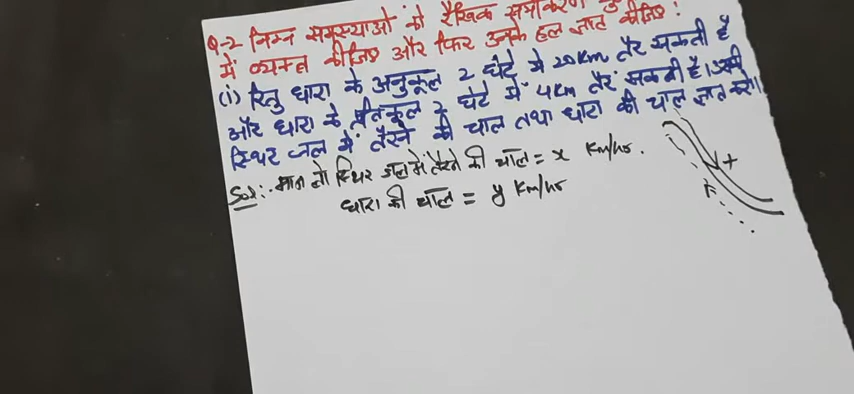 Q-2 निम्न समस्याओं को रैखिक समीकरण
में व्यक्त कीजिए और फिर उनके हल ज्ञात कीजिए!
(i) रितु धारा के अनुकूल 2 घंटे में 20Km तैर सकती है
और धारा के प्रतिकूल 2 घंटे में 4Km तैर सकती है। उसकी
स्थिर जल में तैरने की चाल तथा धारा की चाल ज्ञात करो।
Sol:- मान लो स्थिर जल में तैरने की चाल = x Km/hr.
धारा की चाल = y Km/hr
+